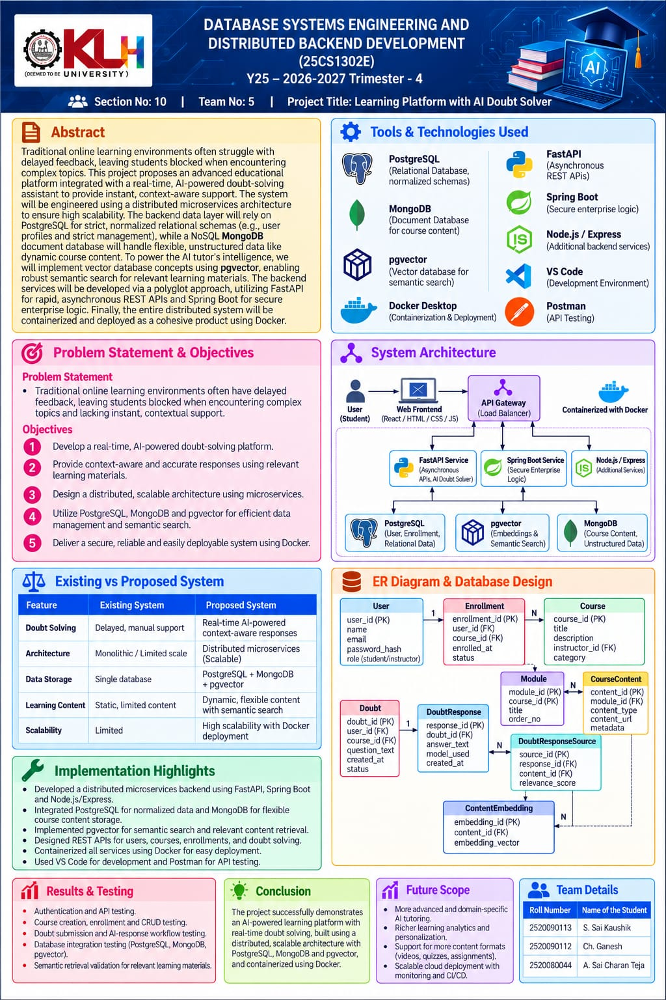 KLH
(DEEMED TO BE UNIVERSITY)
DATABASE SYSTEMS ENGINEERING AND
DISTRIBUTED BACKEND DEVELOPMENT
(25CS1302E)
Y25 – 2026-2027 Trimester - 4
AI
Section No: 10 | Team No: 5 | Project Title: Learning Platform with AI Doubt Solver
Abstract
Traditional online learning environments often struggle with
delayed feedback, leaving students blocked when encountering
complex topics. This project proposes an advanced educational
platform integrated with a real-time, AI-powered doubt-solving
assistant to provide instant, context-aware support. The system
will be engineered using a distributed microservices architecture
to ensure high scalability. The backend data layer will rely on
PostgreSQL for strict, normalized relational schemas (e.g., user
profiles and strict management), while a NoSQL MongoDB
document database will handle flexible, unstructured data like
dynamic course content. To power the AI tutor's intelligence, we
will implement vector database concepts using pgvector, enabling
robust semantic search for relevant learning materials. The backend
services will be developed via a polyglot approach, utilizing FastAPI
for rapid, asynchronous REST APIs and Spring Boot for secure
enterprise logic. Finally, the entire distributed system will be
containerized and deployed as a cohesive product using Docker.
Tools & Technologies Used
PostgreSQL
(Relational Database,
normalized schemas)
MongoDB
(Document Database
for course content)
pgvector
(Vector database for
semantic search)
Docker Desktop
(Containerization & Deployment)
FastAPI
(Asynchronous
REST APIs)
Spring Boot
(Secure enterprise logic)
JS
Node.js / Express
(Additional backend services)
VS Code
(Development Environment)
Postman
(API Testing)
Problem Statement & Objectives
Problem Statement
• Traditional online learning environments often have delayed
feedback, leaving students blocked when encountering complex
topics and lacking instant, contextual support.
Objectives
1 Develop a real-time, AI-powered doubt-solving platform.
2 Provide context-aware and accurate responses using relevant
learning materials.
3 Design a distributed, scalable architecture using microservices.
4 Utilize PostgreSQL, MongoDB and pgvector for efficient data
management and semantic search.
5 Deliver a secure, reliable and easily deployable system using Docker.
System Architecture
User
(Student)
Web Frontend
(React / HTML / CSS / JS)
API Gateway
(Load Balancer)
Containerized with Docker
FastAPI Service
(Asynchronous
APIs, AI Doubt Solver)
Spring Boot Service
(Secure Enterprise
Logic)
JS
Node.js / Express
(Additional Services)
PostgreSQL
(User, Enrollment,
Relational Data)
pgvector
(Embeddings &
Semantic Search)
MongoDB
(Course Content,
Unstructured Data)
Existing vs Proposed System
Feature Existing System Proposed System
Doubt Solving Delayed, manual support Real-time AI-powered
context-aware responses
Architecture Monolithic / Limited scale Distributed microservices
(Scalable)
Data Storage Single database PostgreSQL + MongoDB
+ pgvector
Learning Content Static, limited content Dynamic, flexible content
with semantic search
Scalability Limited High scalability with Docker
deployment
ER Diagram & Database Design
User
user_id (PK)
name
email
password_hash
role (student/instructor)
1
Enrollment
enrollment_id (PK)
user_id (FK)
course_id (FK)
enrolled_at
status
N
Course
course_id (PK)
title
description
instructor_id (FK)
category
Module
module_id (PK)
course_id (FK)
title
order_no
N
CourseContent
content_id (PK)
module_id (FK)
content_type
content_url
metadata
Doubt
doubt_id (PK)
user_id (FK)
course_id (FK)
question_text
created_at
status
1
DoubtResponse
response_id (PK)
doubt_id (FK)
answer_text
model_used
created_at
N
DoubtResponseSource
source_id (PK)
response_id (FK)
content_id (FK)
relevance_score
ContentEmbedding
embedding_id (PK)
content_id (FK)
embedding_vector
N
Implementation Highlights
• Developed a distributed microservices backend using FastAPI, Spring Boot
and Node.js/Express.
• Integrated PostgreSQL for normalized data and MongoDB for flexible
course content storage.
• Implemented pgvector for semantic search and relevant content retrieval.
• Designed REST APIs for users, courses, enrollments, and doubt solving.
• Containerized all services using Docker for easy deployment.
• Used VS Code for development and Postman for API testing.
Results & Testing
• Authentication and API testing.
• Course creation, enrollment and CRUD testing.
• Doubt submission and AI-response workflow testing.
• Database integration testing (PostgreSQL, MongoDB,
pgvector).
• Semantic retrieval validation for relevant learning materials.
Conclusion
The project successfully demonstrates
an AI-powered learning platform with
real-time doubt solving, built using a
distributed, scalable architecture with
PostgreSQL, MongoDB and pgvector,
and containerized using Docker.
Future Scope
• More advanced and domain-specific
AI tutoring.
• Richer learning analytics and
personalization.
• Support for more content formats
(videos, quizzes, assignments).
• Scalable cloud deployment with
monitoring and CI/CD.
Team Details
Roll Number Name of the Student
2520090113 S. Sai Kaushik
2520090112 Ch. Ganesh
2520080044 A. Sai Charan Teja